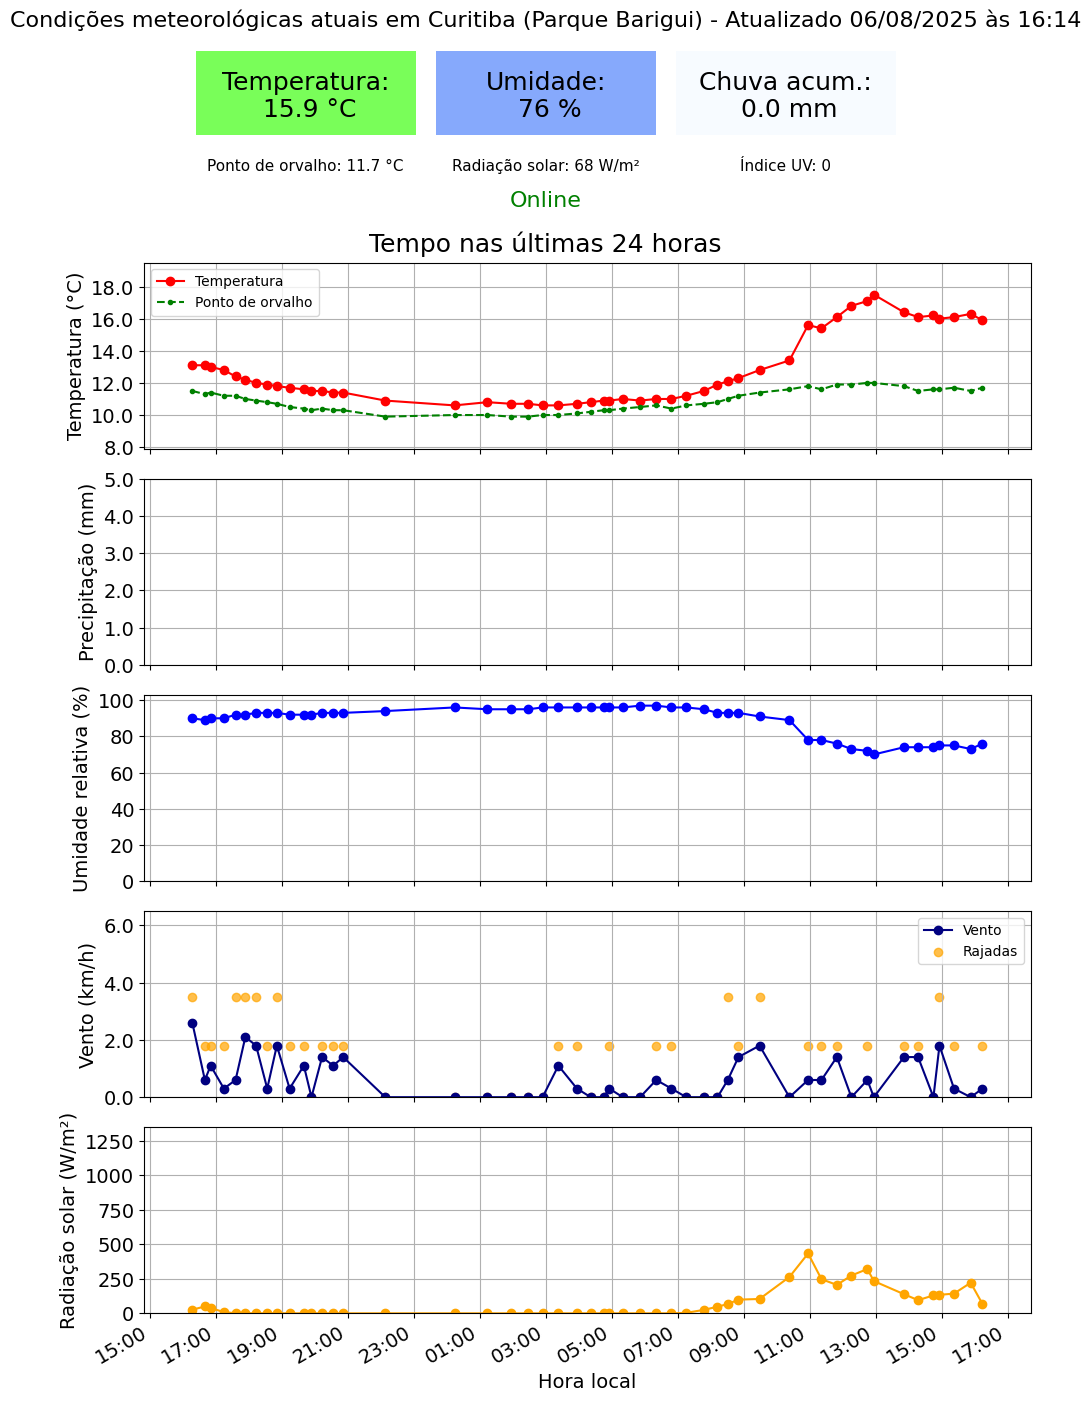 Condições meteorológicas atuais em Curitiba (Parque Barigui) - Atualizado 06/08/2025 às 16:14
Temperatura:
15.9 °C
Umidade:
76 %
Chuva acum.:
0.0 mm
Ponto de orvalho: 11.7 °C
Radiação solar: 68 W/m²
Índice UV: 0
Online
Tempo nas últimas 24 horas
Temperatura (°C)
18.0
16.0
14.0
12.0
10.0
8.0
Temperatura
Ponto de orvalho
Precipitação (mm)
5.0
4.0
3.0
2.0
1.0
0.0
Umidade relativa (%)
100
80
60
40
20
0
Vento (km/h)
6.0
4.0
2.0
0.0
Vento
Rajadas
Radiação solar (W/m²)
1250
1000
750
500
250
0
15:00
17:00
19:00
21:00
23:00
01:00
03:00
05:00
07:00
09:00
11:00
13:00
15:00
17:00
Hora local